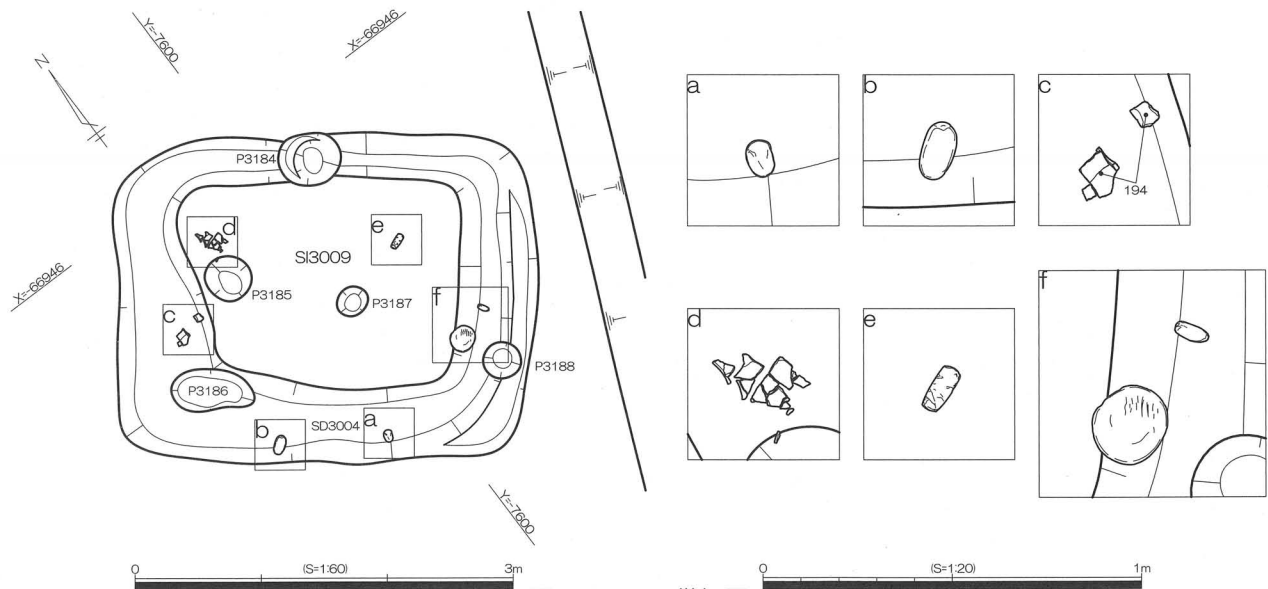 Y=-7600
X=-66946
N
P3184
d
e
SI3009
P3185
P3187
X=-66946
c
f
P3186
P3188
SD3004
b
a
Y=-7600
0
(S=1:60)
3m
a
b
c
194
d
e
f
0
(S=1:20)
1m